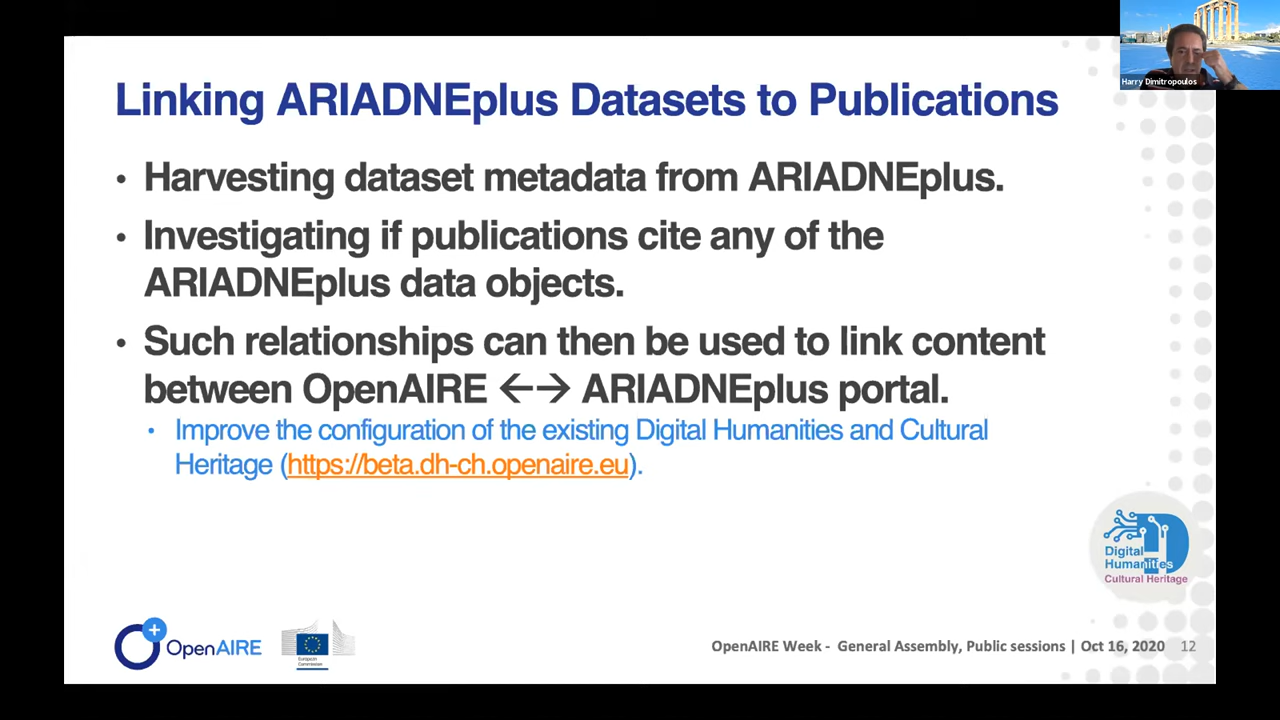 Harry Dimitropoulos
Linking ARIADNEplus Datasets to Publications
• Harvesting dataset metadata from ARIADNEplus.
• Investigating if publications cite any of the
ARIADNEplus data objects.
• Such relationships can then be used to link content
between OpenAIRE ←→ ARIADNEplus portal.
• Improve the configuration of the existing Digital Humanities and Cultural
Heritage (https://beta.dh-ch.openaire.eu).
DH
Digital
Humanities
Cultural Heritage
OpenAIRE
European
Commission
OpenAIRE Week - General Assembly, Public sessions | Oct 16, 2020 12